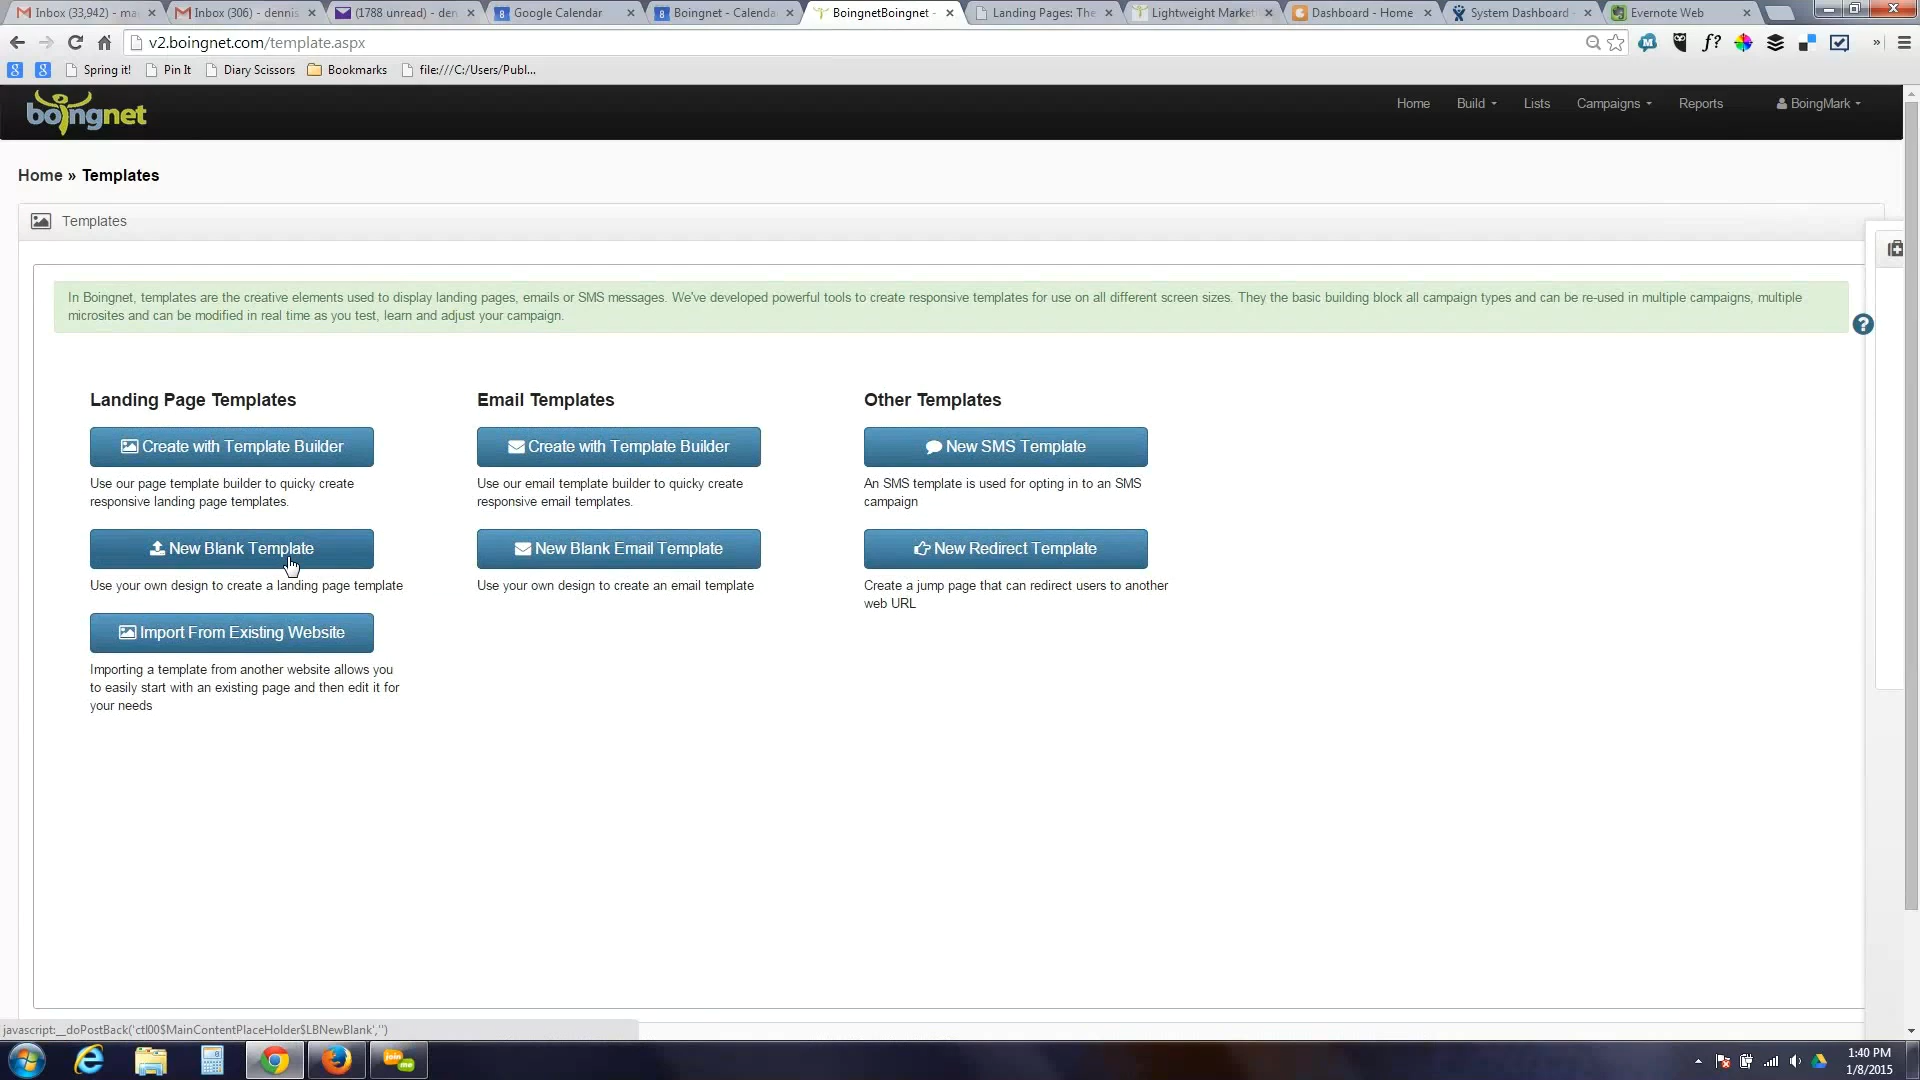 Inbox (33,942) - ma
Inbox (306) - dennis
(1788 unread) - den
Google Calendar
Boingnet - Calenda
BoingnetBoingnet -
Landing Pages: The
Lightweight Market
Dashboard - Home
System Dashboard -
Evernote Web
v2.boingnet.com/template.aspx
Spring it!
Pin It
Diary Scissors
Bookmarks
file:///C:/Users/Publ...
boingnet
Home
Build
Lists
Campaigns
Reports
BoingMark
Home » Templates
Templates
In Boingnet, templates are the creative elements used to display landing pages, emails or SMS messages. We've developed powerful tools to create responsive templates for use on all different screen sizes. They the basic building block all campaign types and can be re-used in multiple campaigns, multiple
microsites and can be modified in real time as you test, learn and adjust your campaign.
Landing Page Templates
Create with Template Builder
Use our page template builder to quicky create
responsive landing page templates.
New Blank Template
Use your own design to create a landing page template
Import From Existing Website
Importing a template from another website allows you
to easily start with an existing page and then edit it for
your needs
Email Templates
Create with Template Builder
Use our email template builder to quicky create
responsive email templates.
New Blank Email Template
Use your own design to create an email template
Other Templates
New SMS Template
An SMS template is used for opting in to an SMS
campaign
New Redirect Template
Create a jump page that can redirect users to another
web URL
javascript:__doPostBack('ctl00$MainContentPlaceHolder$LBNewBlank','')
join
me
1:40 PM
1/8/2015